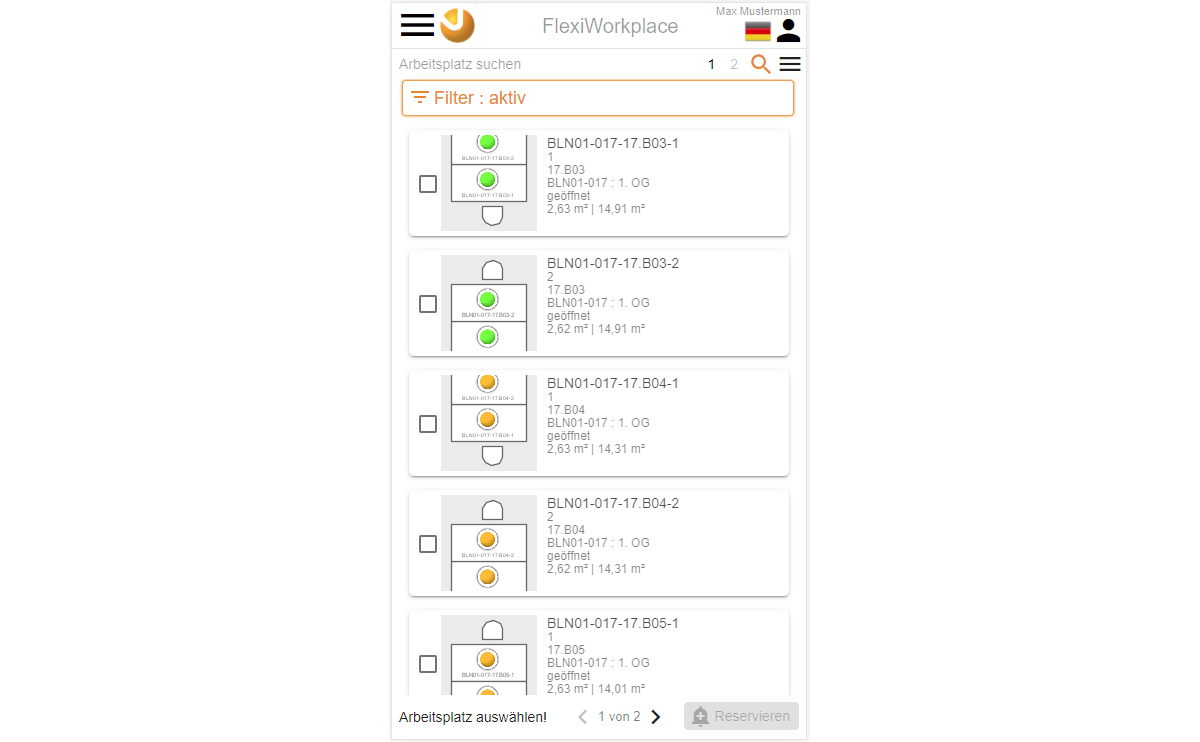 Max Mustermann
FlexiWorkplace
Arbeitsplatz suchen 1 2
Filter : aktiv
BLN01-017-17.B03-2
BLN01-017-17.B03-1
BLN01-017-17.B03-1
1
17.B03
BLN01-017 : 1. OG
geöffnet
2,63 m² | 14,91 m²
BLN01-017-17.B03-2
BLN01-017-17.B03-2
2
17.B03
BLN01-017 : 1. OG
geöffnet
2,62 m² | 14,91 m²
BLN01-017-17.B04-2
BLN01-017-17.B04-1
BLN01-017-17.B04-1
1
17.B04
BLN01-017 : 1. OG
geöffnet
2,63 m² | 14,31 m²
BLN01-017-17.B04-2
BLN01-017-17.B04-2
2
17.B04
BLN01-017 : 1. OG
geöffnet
2,62 m² | 14,31 m²
BLN01-017-17.B05-1
BLN01-017-17.B05-1
1
17.B05
BLN01-017 : 1. OG
geöffnet
2,63 m² | 14,01 m²
Arbeitsplatz auswählen! 1 von 2 Reservieren